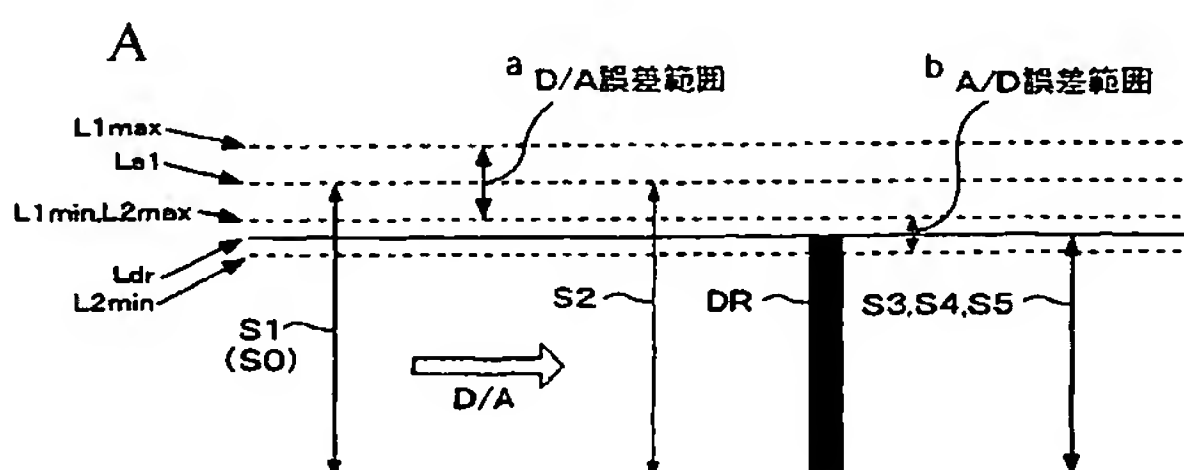 A
a D/A誤差範囲
b A/D誤差範囲
L1max
La1
L1min,L2max
Ldr
L2min
S1
(S0)
D/A
S2
DR
S3,S4,S5